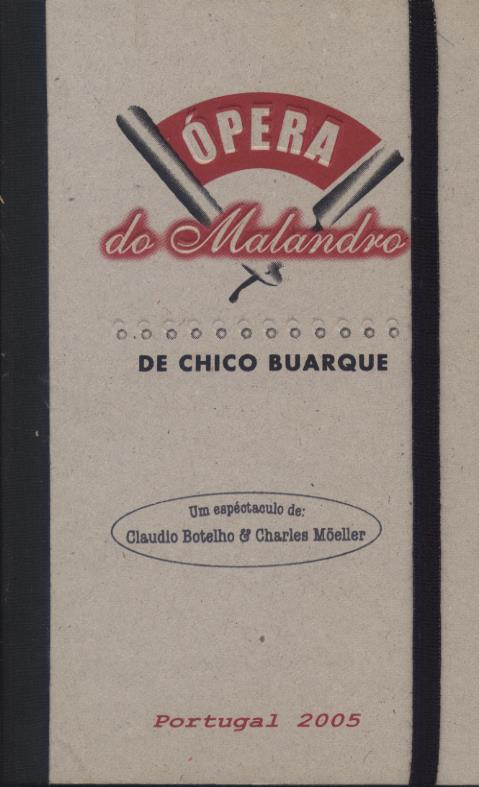 ÓPERA
do Malandro
DE CHICO BUARQUE
Um espéctaculo de:
Claudio Botelho & Charles Möeller
Portugal 2005